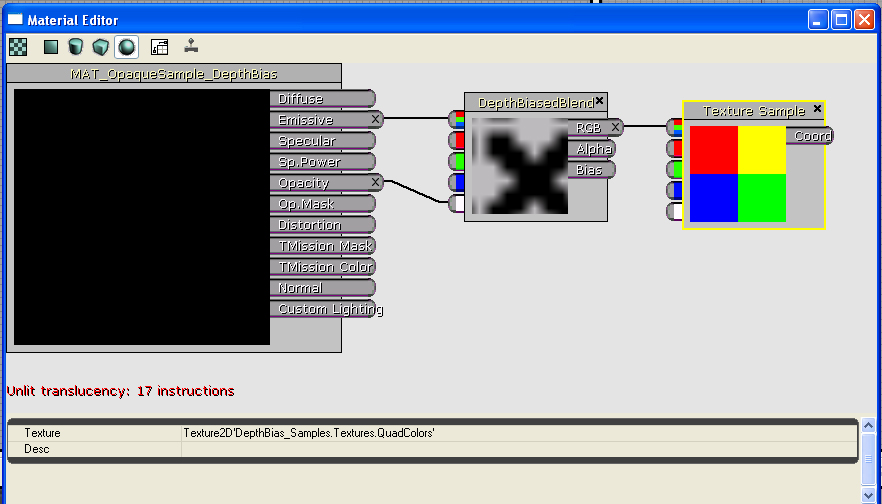 Material Editor
MAT_OpaqueSample_DepthBias
Diffuse
Emissive X
Specular
Sp.Power
Opacity X
Op.Mask
Distortion
TMission Mask
TMission Color
Normal
Custom Lighting
DepthBiasedBlend
RGB X
Alpha
Bias
Texture Sample
Coord
Unlit translucency: 17 instructions
Texture Texture2D'DepthBias_Samples.Textures.QuadColors'
Desc